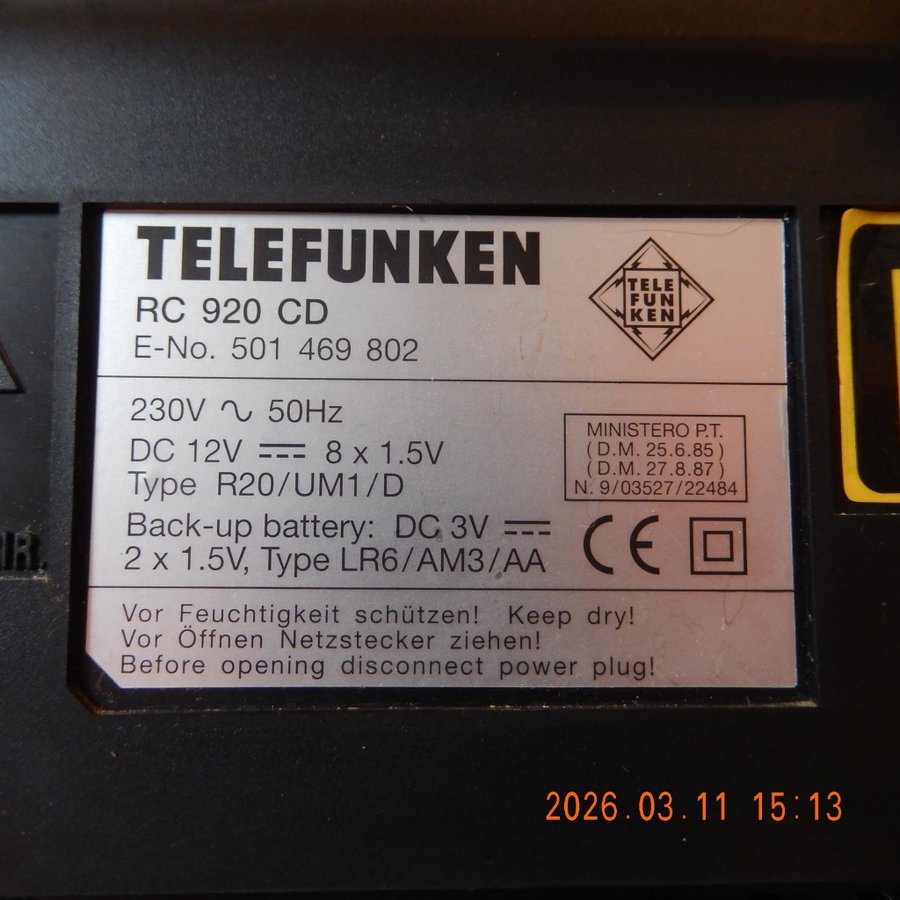 TELEFUNKEN
RC 920 CD
E-No. 501 469 802
TELE
FUN
KEN
230V ∿ 50Hz
DC 12V ⎓ 8 x 1.5V
Type R20/UM1/D
MINISTERO P.T.
( D.M. 25.6.85 )
( D.M. 27.8.87 )
N. 9/03527/22484
Back-up battery: DC 3V ⎓
2 x 1.5V, Type LR6/AM3/AA
CE
Vor Feuchtigkeit schützen! Keep dry!
Vor Öffnen Netzstecker ziehen!
Before opening disconnect power plug!
2026.03.11 15:13